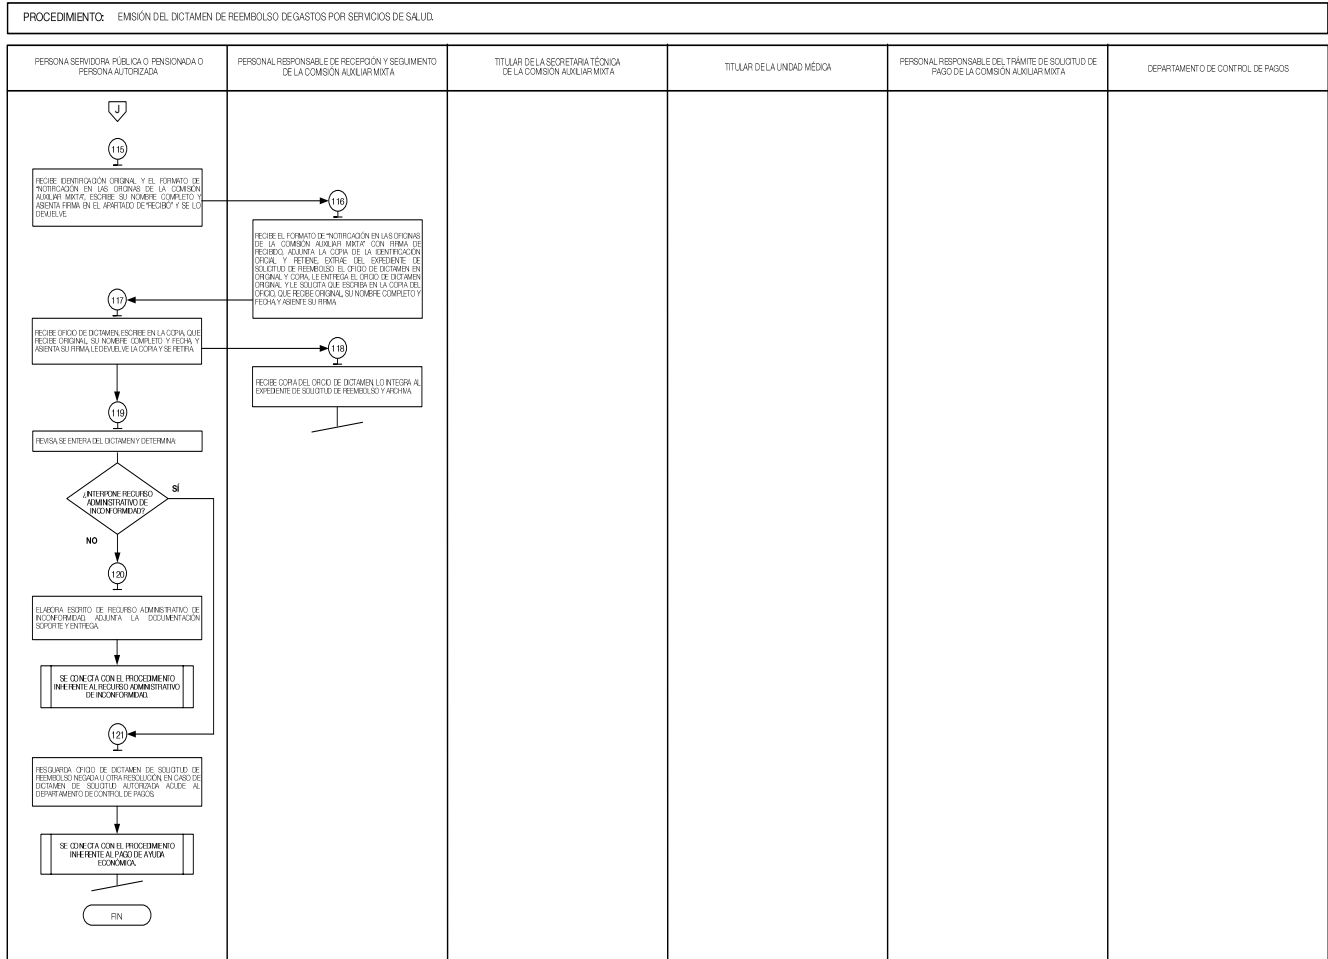 PROCEDIMIENTO: EMISIÓN DEL DICTAMEN DE REEMBOLSO DE GASTOS POR SERVICIOS DE SALUD.
PERSONA SERVIDORA PÚBLICA O PENSIONADA O
PERSONA AUTORIZADA
PERSONAL RESPONSABLE DE RECEPCIÓN Y SEGUIMIENTO
DE LA COMISIÓN AUXILIAR MIXTA
TITULAR DE LA SECRETARIA TÉCNICA
DE LA COMISIÓN AUXILIAR MIXTA
TITULAR DE LA UNIDAD MÉDICA
PERSONAL RESPONSABLE DEL TRÁMITE DE SOLICITUD DE
PAGO DE LA COMISIÓN AUXILIAR MIXTA
DEPARTAMENTO DE CONTROL DE PAGOS
J
115
RECIBE IDENTIFICACIÓN ORIGINAL Y EL FORMATO DE
"NOTIFICACIÓN EN LAS OFICINAS DE LA COMISIÓN
AUXILIAR MIXTA", ESCRIBE SU NOMBRE COMPLETO Y
ASIENTA FIRMA EN EL APARTADO DE "RECIBIÓ" Y SE LO
DEVUELVE.
116
RECIBE EL FORMATO DE "NOTIFICACIÓN EN LAS OFICINAS
DE LA COMISIÓN AUXILIAR MIXTA" CON FIRMA DE
RECIBIDO, ADJUNTA LA COPIA DE LA IDENTIFICACIÓN
OFICIAL Y RETIENE, EXTRAE DEL EXPEDIENTE DE
SOLICITUD DE REEMBOLSO EL OFICIO DE DICTAMEN EN
ORIGINAL Y COPIA, LE ENTREGA EL OFICIO DE DICTAMEN
ORIGINAL Y LE SOLICITA QUE ESCRIBA EN LA COPIA DEL
OFICIO, QUE RECIBE ORIGINAL, SU NOMBRE COMPLETO Y
FECHA, Y ASIENTE SU FIRMA
117
RECIBE OFICIO DE DICTAMEN, ESCRIBE EN LA COPIA, QUE
RECIBE ORIGINAL, SU NOMBRE COMPLETO Y FECHA, Y
ASIENTA SU FIRMA, LE DEVUELVE LA COPIA Y SE RETIRA.
118
RECIBE COPIA DEL OFICIO DE DICTAMEN, LO INTEGRA AL
EXPEDIENTE DE SOLICITUD DE REEMBOLSO Y ARCHIVA.
119
REVISA, SE ENTERA DEL DICTAMEN Y DETERMINA:
¿INTERPONE RECURSO
ADMINISTRATIVO DE
INCONFORMIDAD?
SÍ
NO
120
ELABORA ESCRITO DE RECURSO ADMINISTRATIVO DE
INCONFORMIDAD, ADJUNTA LA DOCUMENTACIÓN
SOPORTE Y ENTREGA.
SE CONECTA CON EL PROCEDIMIENTO
INHERENTE AL RECURSO ADMINISTRATIVO
DE INCONFORMIDAD.
121
RESGUARDA OFICIO DE DICTAMEN DE SOLICITUD DE
REEMBOLSO NEGADA U OTRA RESOLUCIÓN, EN CASO DE
DICTAMEN DE SOLICITUD AUTORIZADA ACUDE AL
DEPARTAMENTO DE CONTROL DE PAGOS.
SE CONECTA CON EL PROCEDIMIENTO
INHERENTE AL PAGO DE AYUDA
ECONÓMICA.
FIN